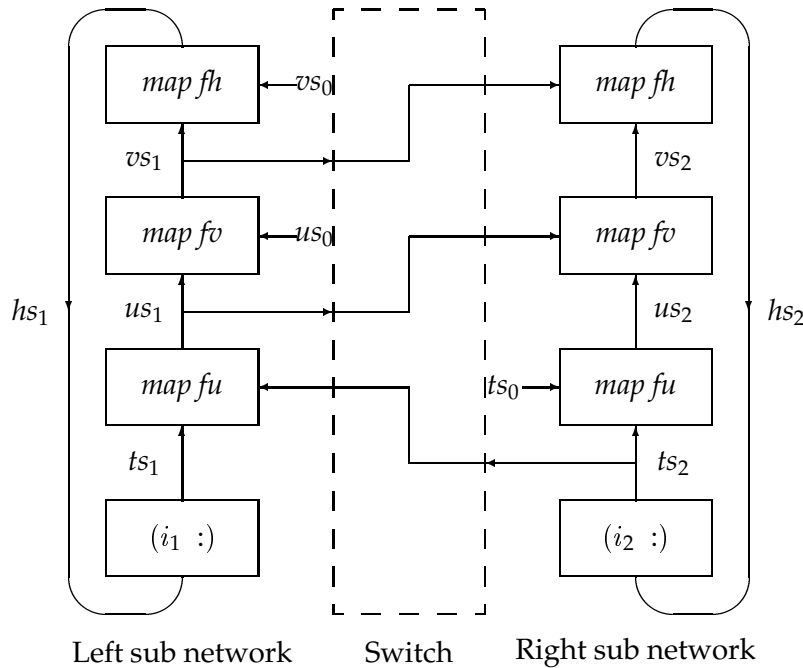 map fh
vs₀
map fh
vs₁
vs₂
map fv
us₀
map fv
hs₁
us₁
us₂
hs₂
map fu
ts₀
map fu
ts₁
ts₂
(i₁ :)
(i₂ :)
Left sub network
Switch
Right sub network